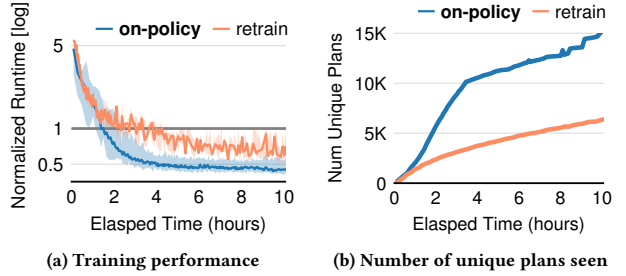 on-policy retrain
Normalized Runtime [log]
5
1
0.5
0 2 4 6 8 10
Elasped Time (hours)
(a) Training performance
on-policy retrain
Num Unique Plans
15K
10K
5K
0
0 2 4 6 8 10
Elasped Time (hours)
(b) Number of unique plans seen